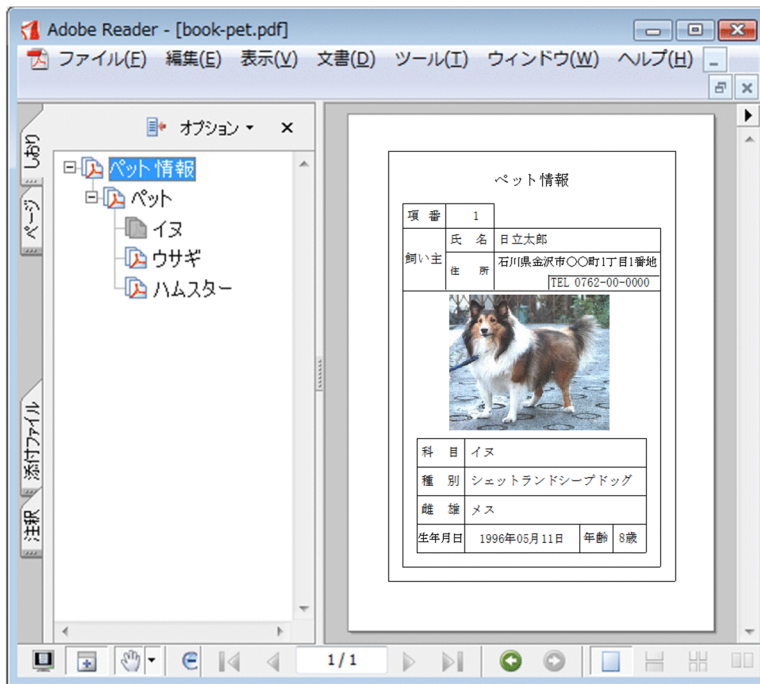 Adobe Reader - [book-pet.pdf]
ファイル(F) 編集(E) 表示(V) 文書(D) ツール(T) ウィンドウ(W) ヘルプ(H)
オプション
しおり
ページ
添付ファイル
注釈
ペット情報
ペット
イヌ
ウサギ
ハムスター
ペット情報
項 番 1
飼い主
氏 名 日立太郎
住 所 石川県金沢市〇〇町1丁目1番地
TEL 0762-00-0000
科 目 イヌ
種 別 シェットランドシープドッグ
雌 雄 メス
生年月日 1996年05月11日 年齢 8歳
1 / 1